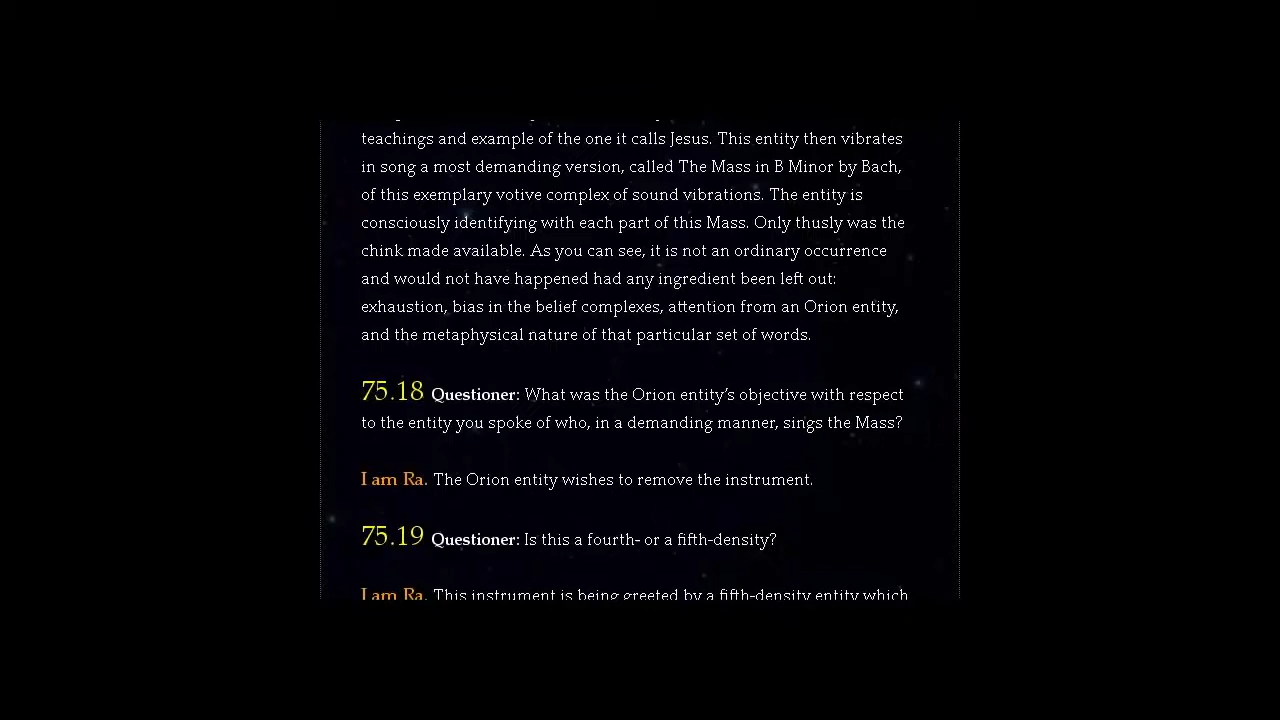 teachings and example of the one it calls Jesus. This entity then vibrates
in song a most demanding version, called The Mass in B Minor by Bach,
of this exemplary votive complex of sound vibrations. The entity is
consciously identifying with each part of this Mass. Only thusly was the
chink made available. As you can see, it is not an ordinary occurrence
and would not have happened had any ingredient been left out:
exhaustion, bias in the belief complexes, attention from an Orion entity,
and the metaphysical nature of that particular set of words.
75.18 Questioner: What was the Orion entity's objective with respect
to the entity you spoke of who, in a demanding manner, sings the Mass?
I am Ra. The Orion entity wishes to remove the instrument.
75.19 Questioner: Is this a fourth- or a fifth-density?
I am Ra. This instrument is being greeted by a fifth-density entity which